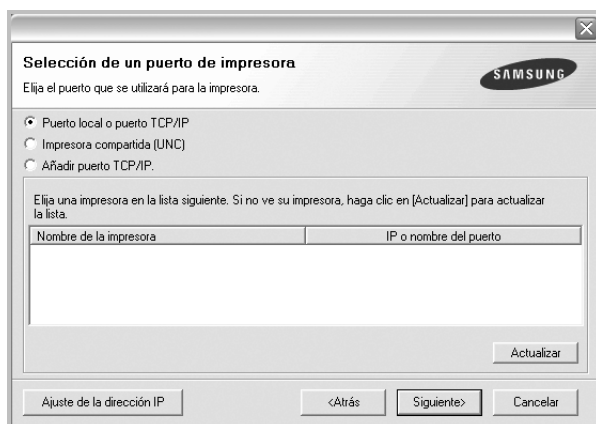 Selección de un puerto de impresora
Elija el puerto que se utilizará para la impresora.
SAMSUNG
Puerto local o puerto TCP/IP
Impresora compartida (UNC)
Añadir puerto TCP/IP.
Elija una impresora en la lista siguiente. Si no ve su impresora, haga clic en [Actualizar] para actualizar
la lista.
Nombre de la impresora IP o nombre del puerto
Actualizar
Ajuste de la dirección IP <Atrás Siguiente> Cancelar